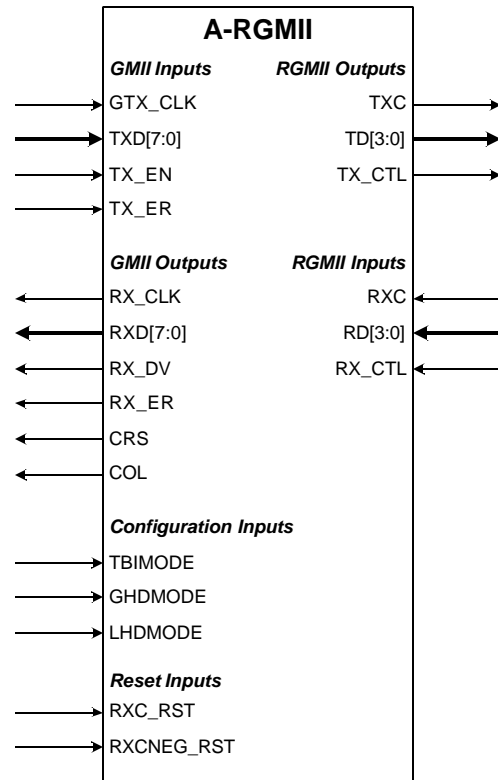 A-RGMII
GMII Inputs RGMII Outputs
GTX_CLK TXC
TXD[7:0] TD[3:0]
TX_EN TX_CTL
TX_ER
GMII Outputs RGMII Inputs
RX_CLK RXC
RXD[7:0] RD[3:0]
RX_DV RX_CTL
RX_ER
CRS
COL
Configuration Inputs
TBIMODE
GHDMODE
LHDMODE
Reset Inputs
RXC_RST
RXCNEG_RST